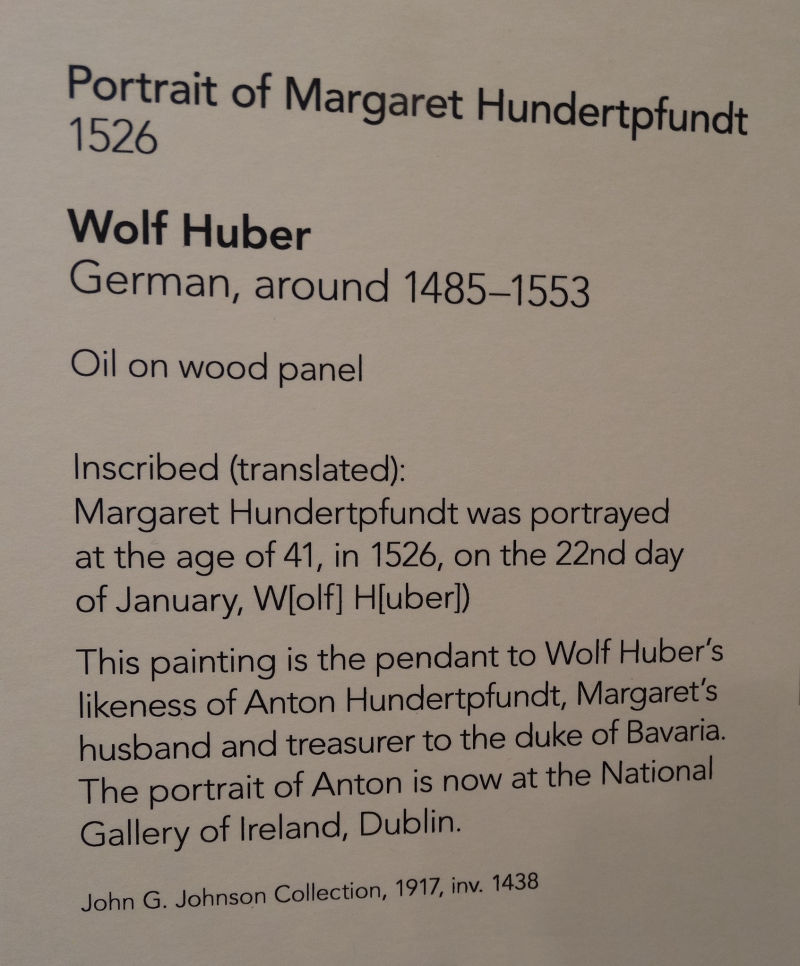 Portrait of Margaret Hundertpfundt
1526
Wolf Huber
German, around 1485–1553
Oil on wood panel
Inscribed (translated):
Margaret Hundertpfundt was portrayed
at the age of 41, in 1526, on the 22nd day
of January, W[olf] H[uber])
This painting is the pendant to Wolf Huber’s
likeness of Anton Hundertpfundt, Margaret’s
husband and treasurer to the duke of Bavaria.
The portrait of Anton is now at the National
Gallery of Ireland, Dublin.
John G. Johnson Collection, 1917, inv. 1438